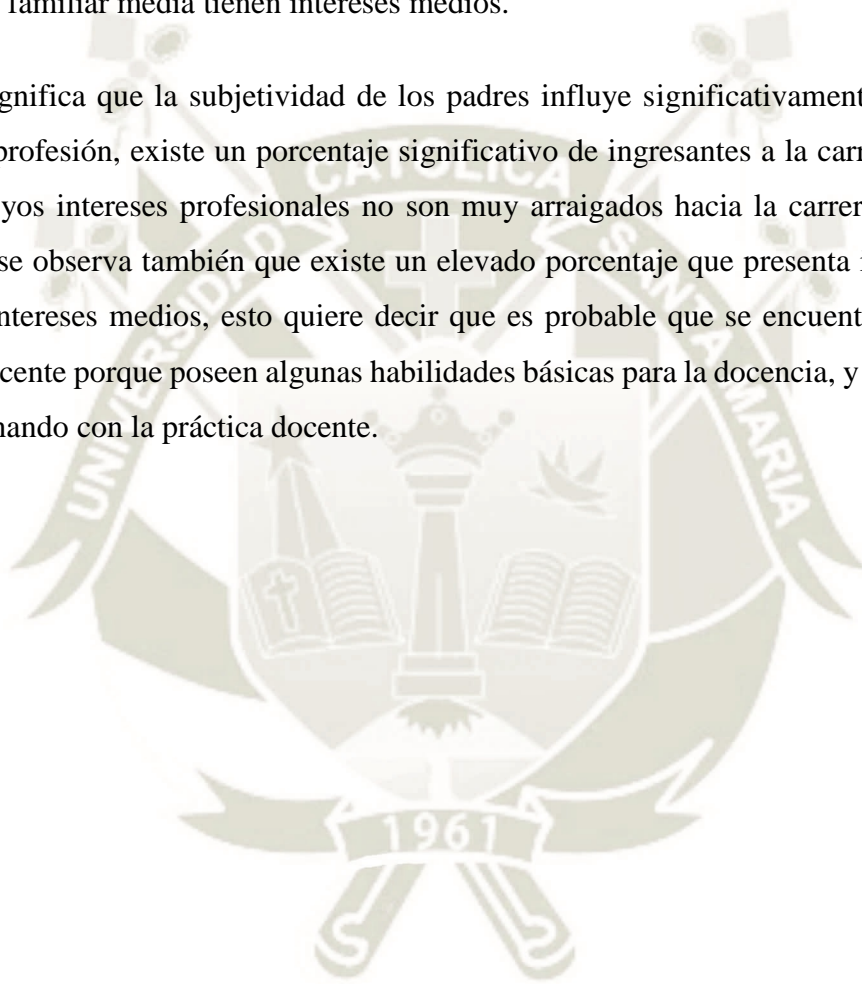 familiar media tienen intereses medios.
gnifica que la subjetividad de los padres influye significativament
profesión, existe un porcentaje significativo de ingresantes a la carr
yos intereses profesionales no son muy arraigados hacia la carrer
se observa también que existe un elevado porcentaje que presenta
ntereses medios, esto quiere decir que es probable que se encuent
cente porque poseen algunas habilidades básicas para la docencia, y
nando con la práctica docente.
UNIVERSIDAD CATOLICA SANTA MARIA
1961